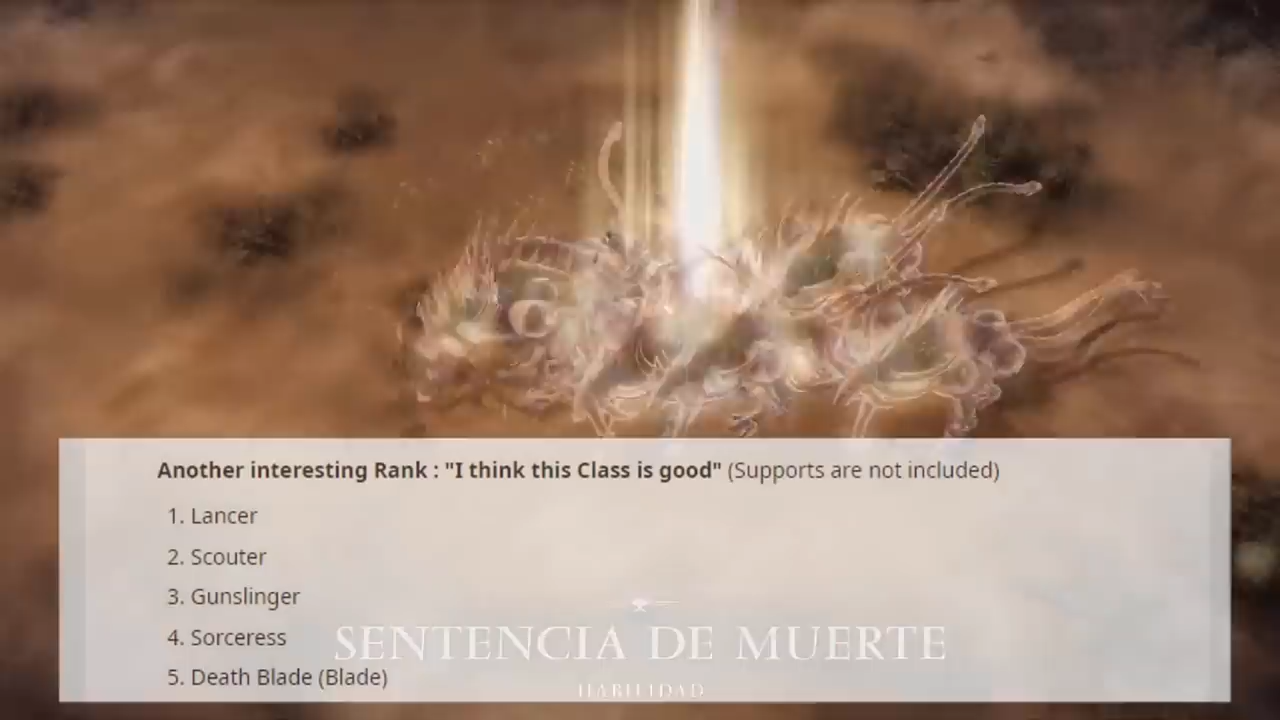 Another interesting Rank : "I think this Class is good" (Supports are not included)
1. Lancer
2. Scouter
3. Gunslinger
4. Sorceress
5. Death Blade (Blade)
SENTENCIA DE MUERTE
HABILIDAD